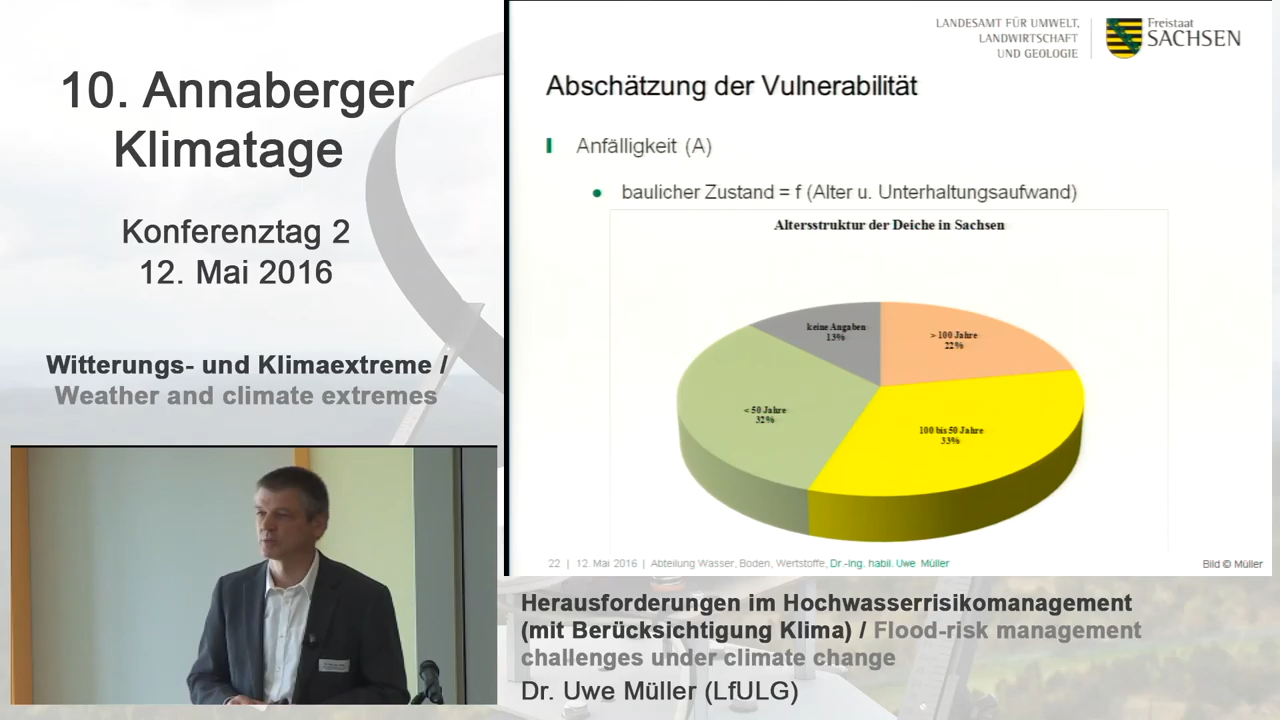 10. Annaberger
Klimatage
Konferenztag 2
12. Mai 2016
Witterungs- und Klimaextreme /
Weather and climate extremes
LANDESAMT FÜR UMWELT,
LANDWIRTSCHAFT
UND GEOLOGIE
Freistaat
SACHSEN
Abschätzung der Vulnerabilität
Anfälligkeit (A)
baulicher Zustand = f (Alter u. Unterhaltungsaufwand)
Altersstruktur der Deiche in Sachsen
keine Angaben
13%
> 100 Jahre
22%
< 50 Jahre
32%
100 bis 50 Jahre
33%
22 | 12. Mai 2016 | Abteilung Wasser, Boden, Wertstoffe, Dr.-Ing. habil. Uwe Müller
Bild © Müller
Herausforderungen im Hochwasserrisikomanagement
(mit Berücksichtigung Klima) / Flood-risk management
challenges under climate change
Dr. Uwe Müller (LfULG)